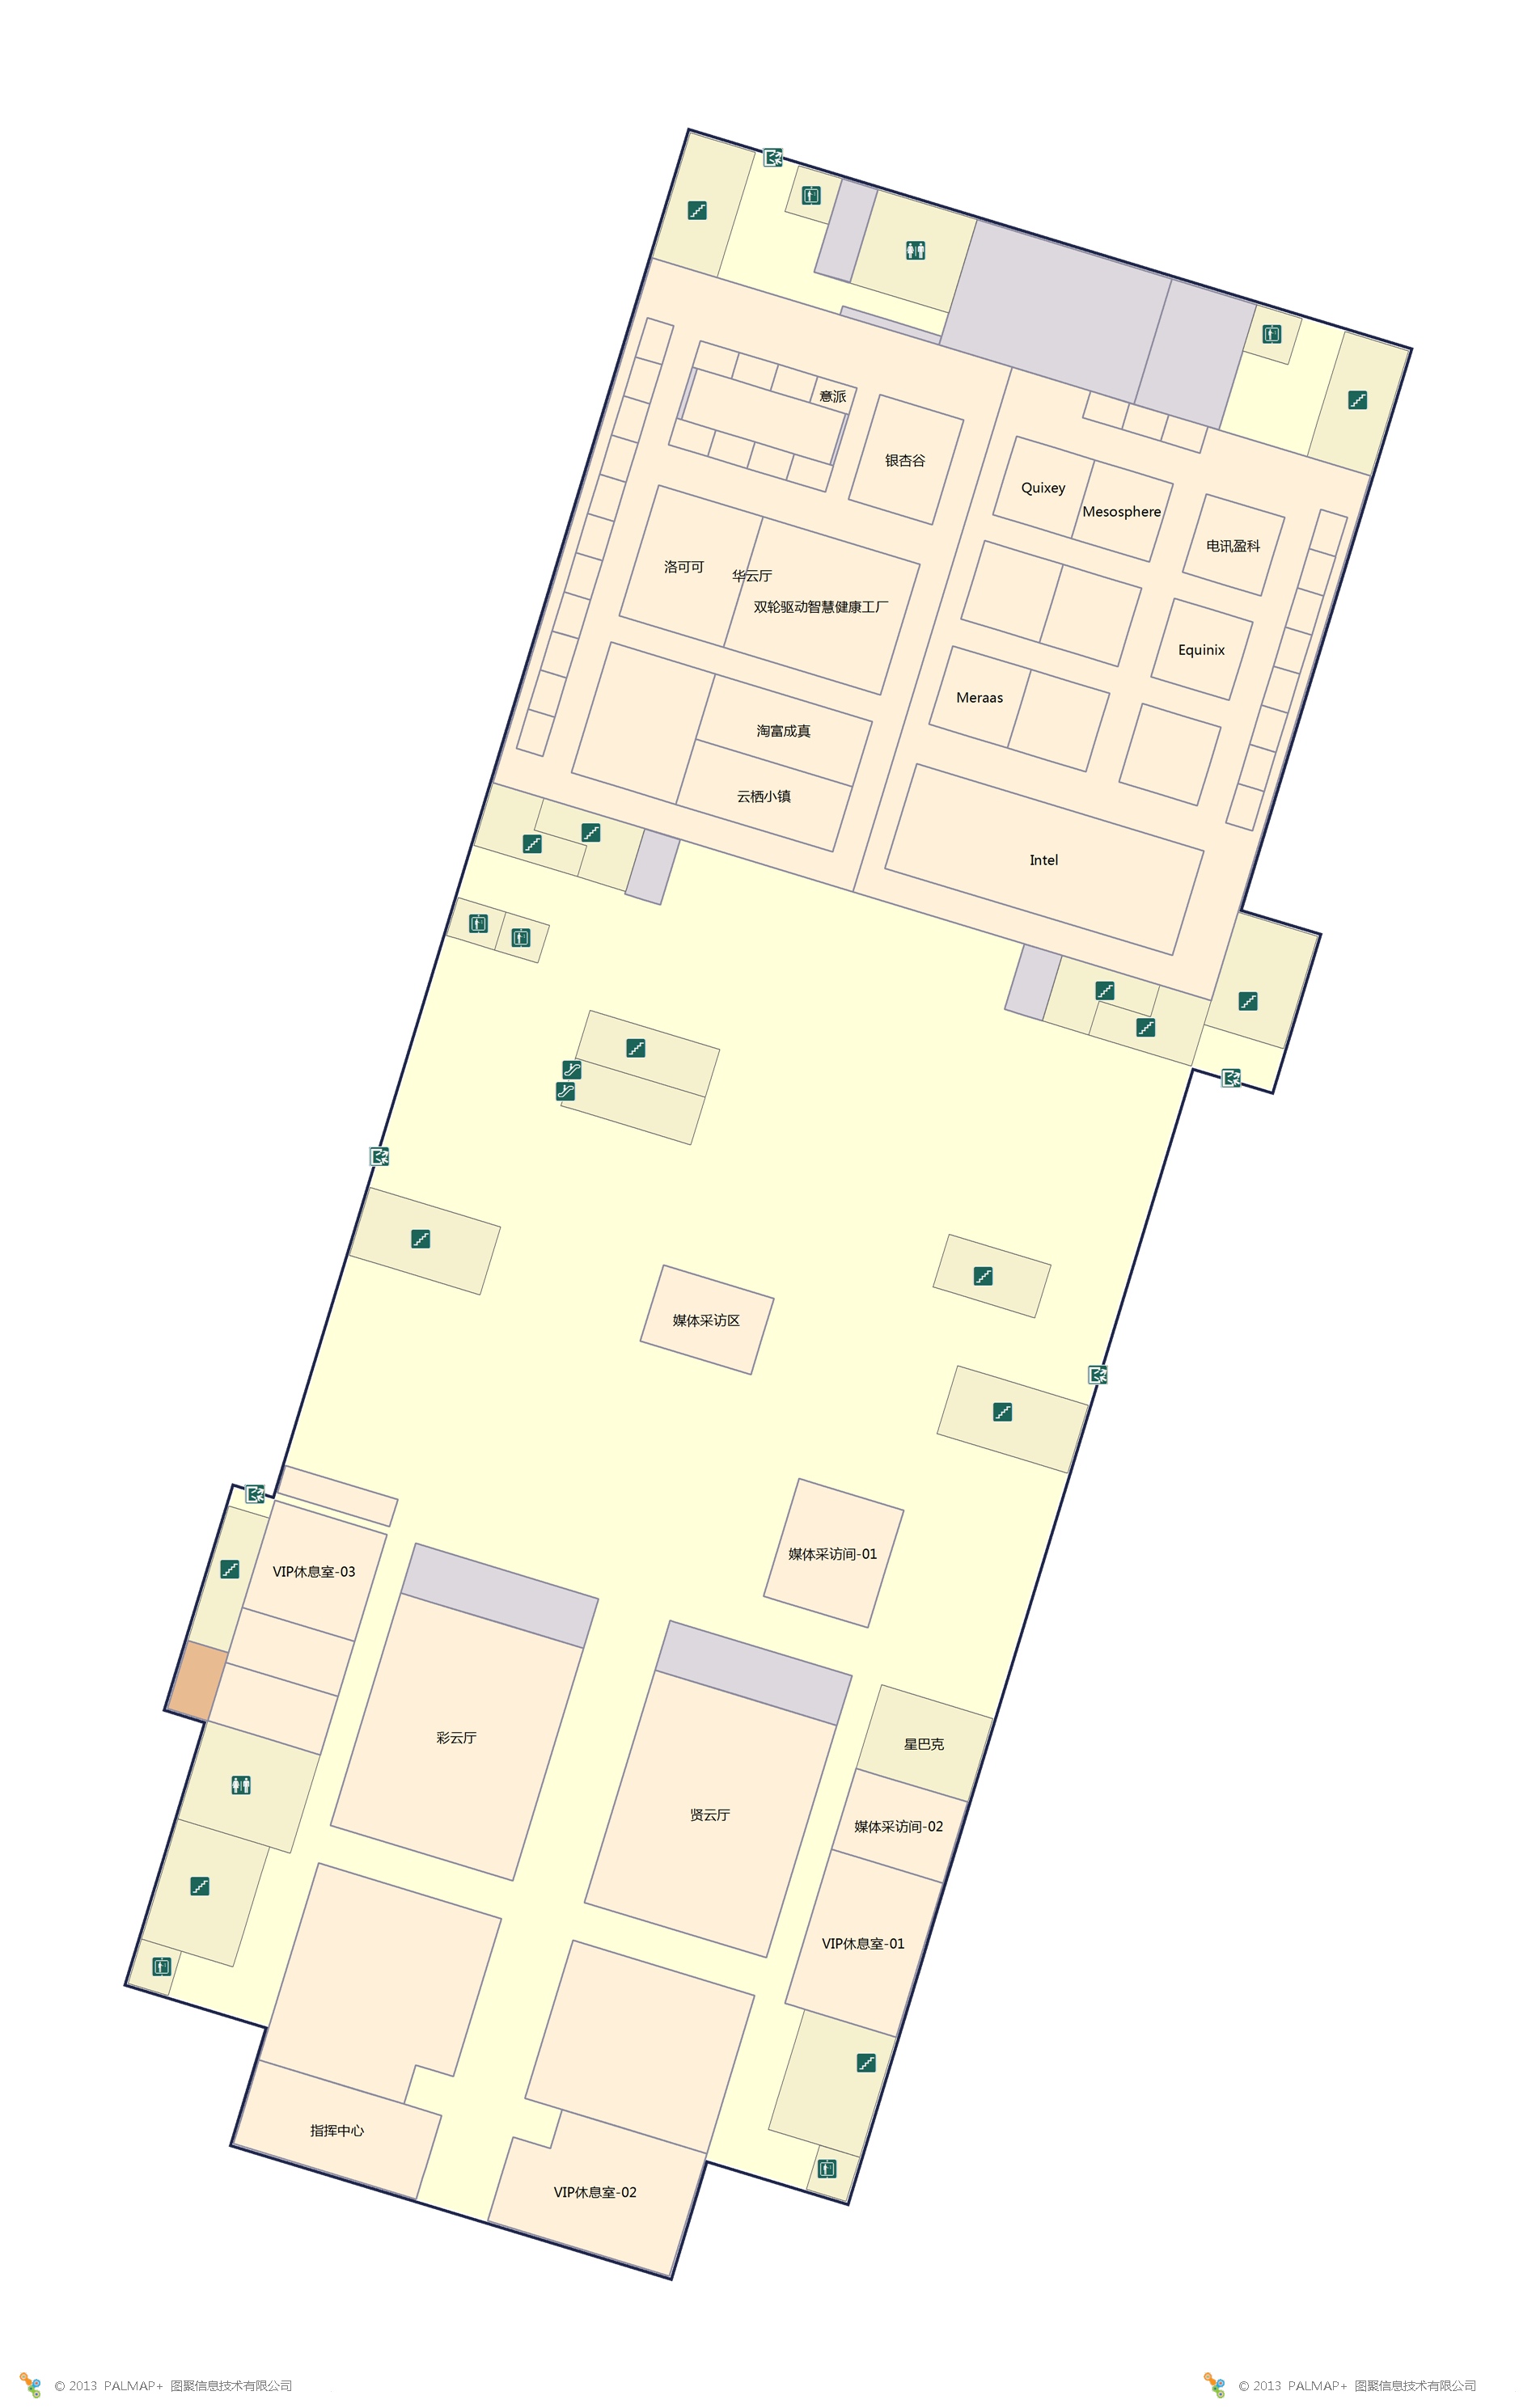 意派
银杏谷
Quixey
Mesosphere
电讯盈科
洛可可
华云厅
双轮驱动智慧健康工厂
Equinix
Meraas
淘富成真
云栖小镇
Intel
媒体采访区
媒体采访间-01
VIP休息室-03
彩云厅
星巴克
贤云厅
媒体采访间-02
VIP休息室-01
指挥中心
VIP休息室-02
© 2013 PALMAP+ 图聚信息技术有限公司
© 2013 PALMAP+ 图聚信息技术有限公司